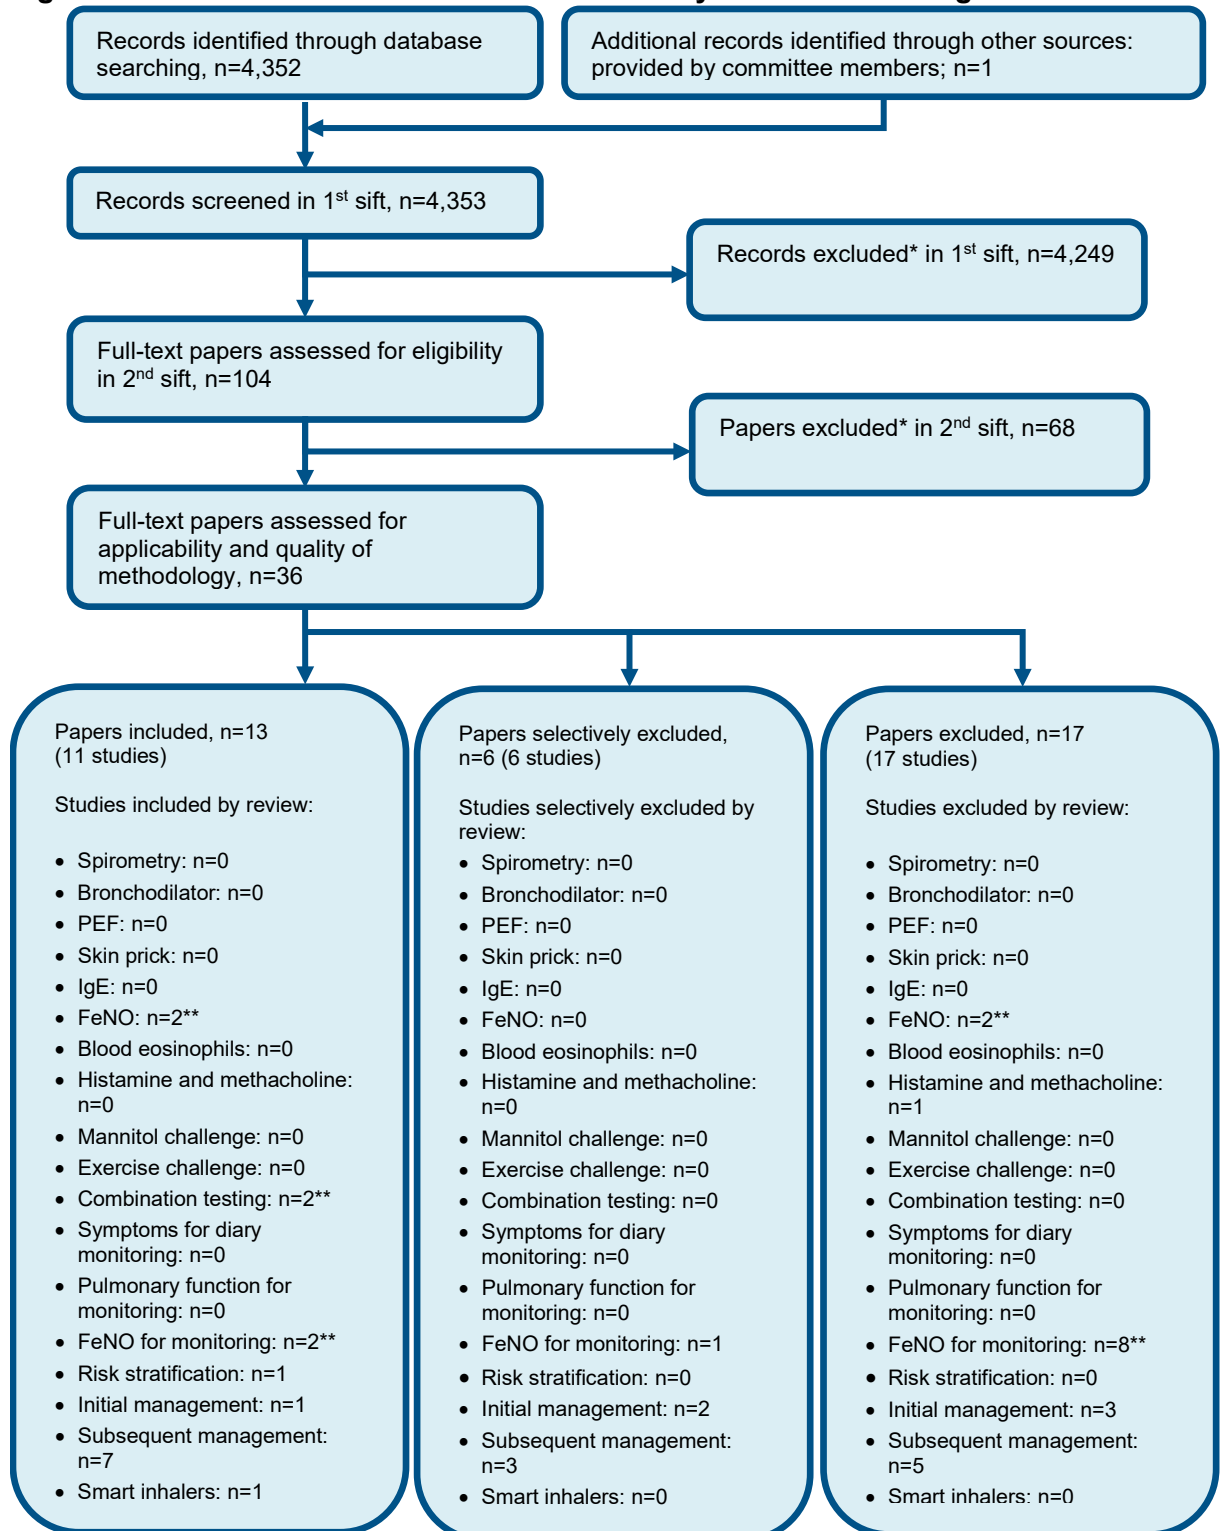 Records identified through database
searching, n=4,352
Additional records identified through other sources:
provided by committee members; n=1
Records screened in 1st sift, n=4,353
Records excluded* in 1st sift, n=4,249
Full-text papers assessed for eligibility
in 2nd sift, n=104
Papers excluded* in 2nd sift, n=68
Full-text papers assessed for
applicability and quality of
methodology, n=36
Papers included, n=13
(11 studies)
Studies included by review:
• Spirometry: n=0
• Bronchodilator: n=0
• PEF: n=0
• Skin prick: n=0
• IgE: n=0
• FeNO: n=2**
• Blood eosinophils: n=0
• Histamine and methacholine:
n=0
• Mannitol challenge: n=0
• Exercise challenge: n=0
• Combination testing: n=2**
• Symptoms for diary
monitoring: n=0
• Pulmonary function for
monitoring: n=0
• FeNO for monitoring: n=2**
• Risk stratification: n=1
• Initial management: n=1
• Subsequent management:
n=7
• Smart inhalers: n=1
Papers selectively excluded,
n=6 (6 studies)
Studies selectively excluded by
review:
• Spirometry: n=0
• Bronchodilator: n=0
• PEF: n=0
• Skin prick: n=0
• IgE: n=0
• FeNO: n=0
• Blood eosinophils: n=0
• Histamine and methacholine:
n=0
• Mannitol challenge: n=0
• Exercise challenge: n=0
• Combination testing: n=0
• Symptoms for diary
monitoring: n=0
• Pulmonary function for
monitoring: n=0
• FeNO for monitoring: n=1
• Risk stratification: n=0
• Initial management: n=2
• Subsequent management:
n=3
• Smart inhalers: n=0
Papers excluded, n=17
(17 studies)
Studies excluded by review:
• Spirometry: n=0
• Bronchodilator: n=0
• PEF: n=0
• Skin prick: n=0
• IgE: n=0
• FeNO: n=2**
• Blood eosinophils: n=0
• Histamine and methacholine:
n=1
• Mannitol challenge: n=0
• Exercise challenge: n=0
• Combination testing: n=0
• Symptoms for diary
monitoring: n=0
• Pulmonary function for
monitoring: n=0
• FeNO for monitoring: n=8**
• Risk stratification: n=0
• Initial management: n=3
• Subsequent management:
n=5
• Smart inhalers: n=0